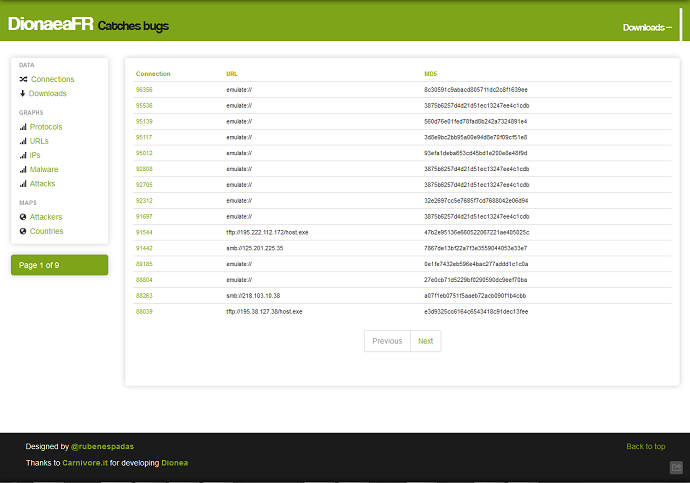 DionaeaFR Catches bugs
Downloads –
DATA
Connections
Downloads
GRAPHS
Protocols
URLs
IPs
Malware
Attacks
MAPS
Attackers
Countries
Page 1 of 9
Connection URL MD5
96356 emulate:// 8c30591c9abacd805711dc2c8f1639ee
95536 emulate:// 3875b6257d4d21d51ec13247ee4c1cdb
95139 emulate:// 560d76e01fed78fad8b242a7324891e4
95117 emulate:// 3d8e9bc2bb95a00e94d8e70f09cf51e8
95012 emulate:// 93efa1deba653cd45bd1e200e8e48f9d
92808 emulate:// 3875b6257d4d21d51ec13247ee4c1cdb
92705 emulate:// 3875b6257d4d21d51ec13247ee4c1cdb
92312 emulate:// 32e2697cc5e7685f7cd7688042e06d94
91697 emulate:// 3875b6257d4d21d51ec13247ee4c1cdb
91544 tftp://195.222.112.172/host.exe 47b2e95136e660522067221ae405025c
91442 smb://125.201.225.35 7867de13bf22a7f3e3559044053e33e7
89185 emulate:// 0e1fe7432eb596e4bac277addd1c1c0a
88804 emulate:// 27e0cb71d5229bf0290590dc9eef70ba
88263 smb://218.103.10.38 a07f1eb0751f5aaeb72acb090f1b4cbb
88039 tftp://195.38.127.38/host.exe e3d9325cc6164c6543418c91dec13fee
Previous Next
Designed by @rubenespadas
Back to top
Thanks to Carnivore.it for developing Dionea